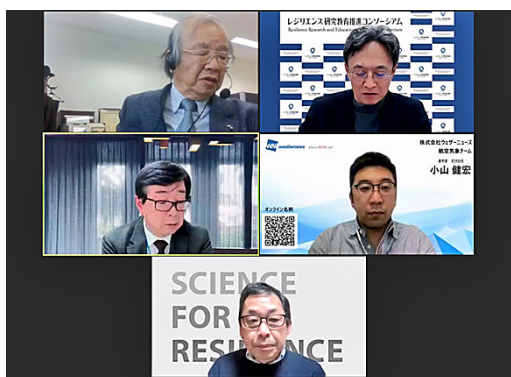 レジリエンス研究教育推進コンソーシアム
Resilience Research and Education
weathernews
株式会社ウェザーニューズ
航空気象チーム
小山 健宏
オンライン名刺
SCIENCE
FOR
RES NCE